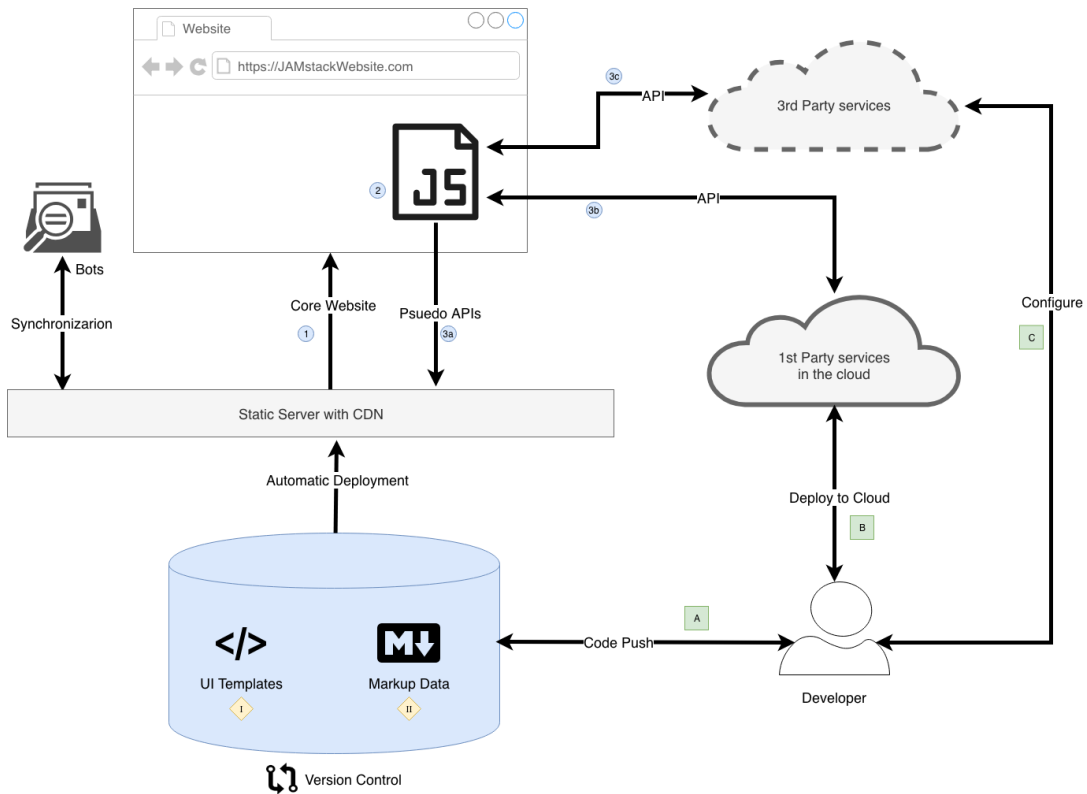 Website
https://JAMstackWebsite.com
3c
API
3rd Party services
JS
2
API
3b
Bots
Synchronizarion
Core Website
1
Psuedo APIs
3a
Configure
C
1st Party services
in the cloud
Static Server with CDN
Automatic Deployment
Deploy to Cloud
B
A
Code Push
</>
M
UI Templates
Markup Data
I
II
Developer
Version Control